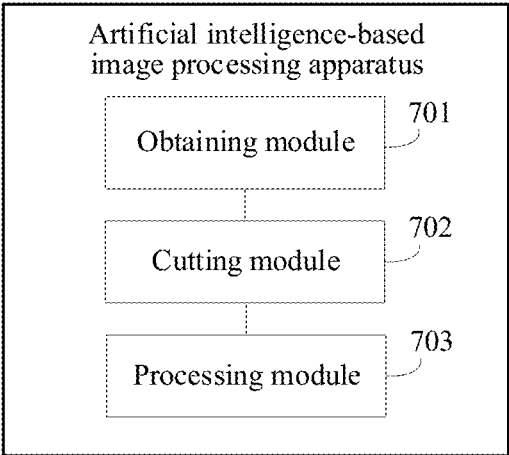 Artificial intelligence-based
image processing apparatus
701
Obtaining module
702
Cutting module
703
Processing module